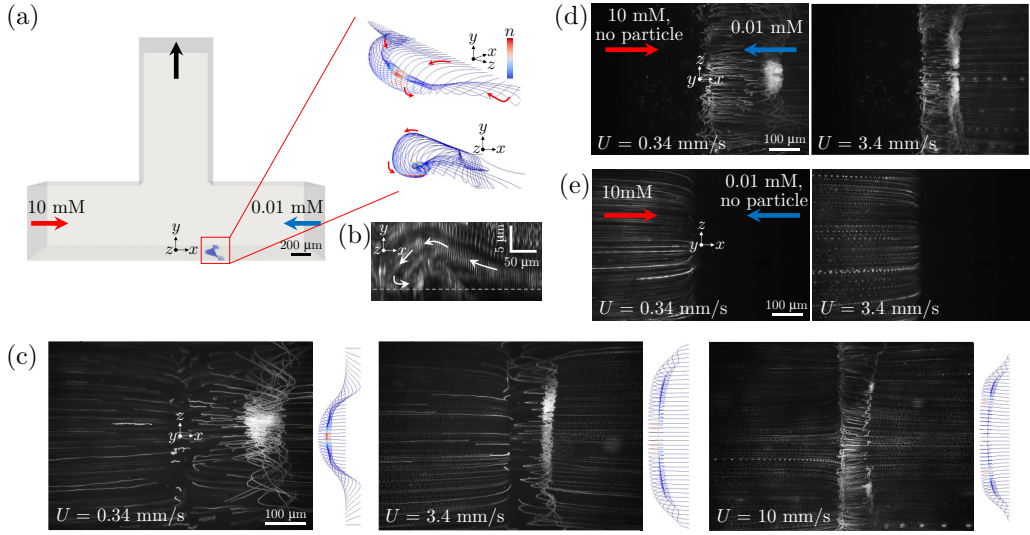 (a)
10 mM
0.01 mM
y
z
x
200 μm
n
y
x
z
y
z
x
(b)
y
z
x
5 μm
50 μm
(c)
z
y
x
U = 0.34 mm/s
100 μm
U = 3.4 mm/s
U = 10 mm/s
(d)
10 mM,
no particle
0.01 mM
z
y
x
U = 0.34 mm/s
100 μm
U = 3.4 mm/s
(e)
10mM
0.01 mM,
no particle
z
y
x
U = 0.34 mm/s
100 μm
U = 3.4 mm/s